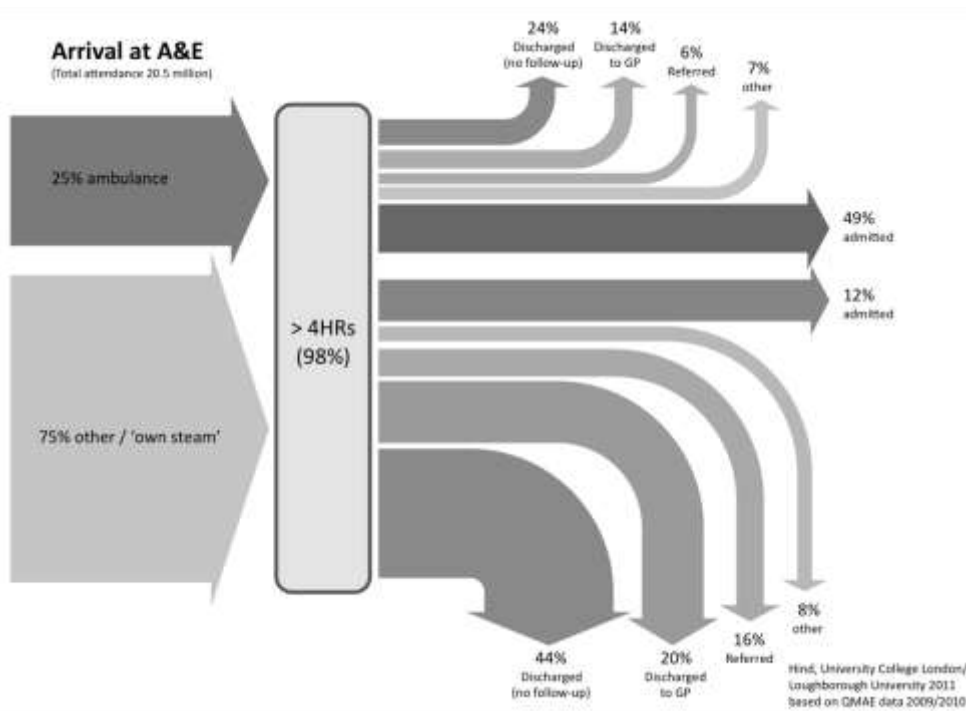 Arrival at A&E
(Total attendance 20.5 million)
24%
Discharged
(no follow-up)
14%
Discharged
to GP
6%
Referred
7%
other
25% ambulance
49%
admitted
12%
admitted
> 4HRs
(98%)
75% other / 'own steam'
44%
Discharged
(no follow-up)
20%
Discharged
to GP
16%
Referred
8%
other
Hind, University College London/
Loughborough University 2011
based on QMAE data 2009/2010